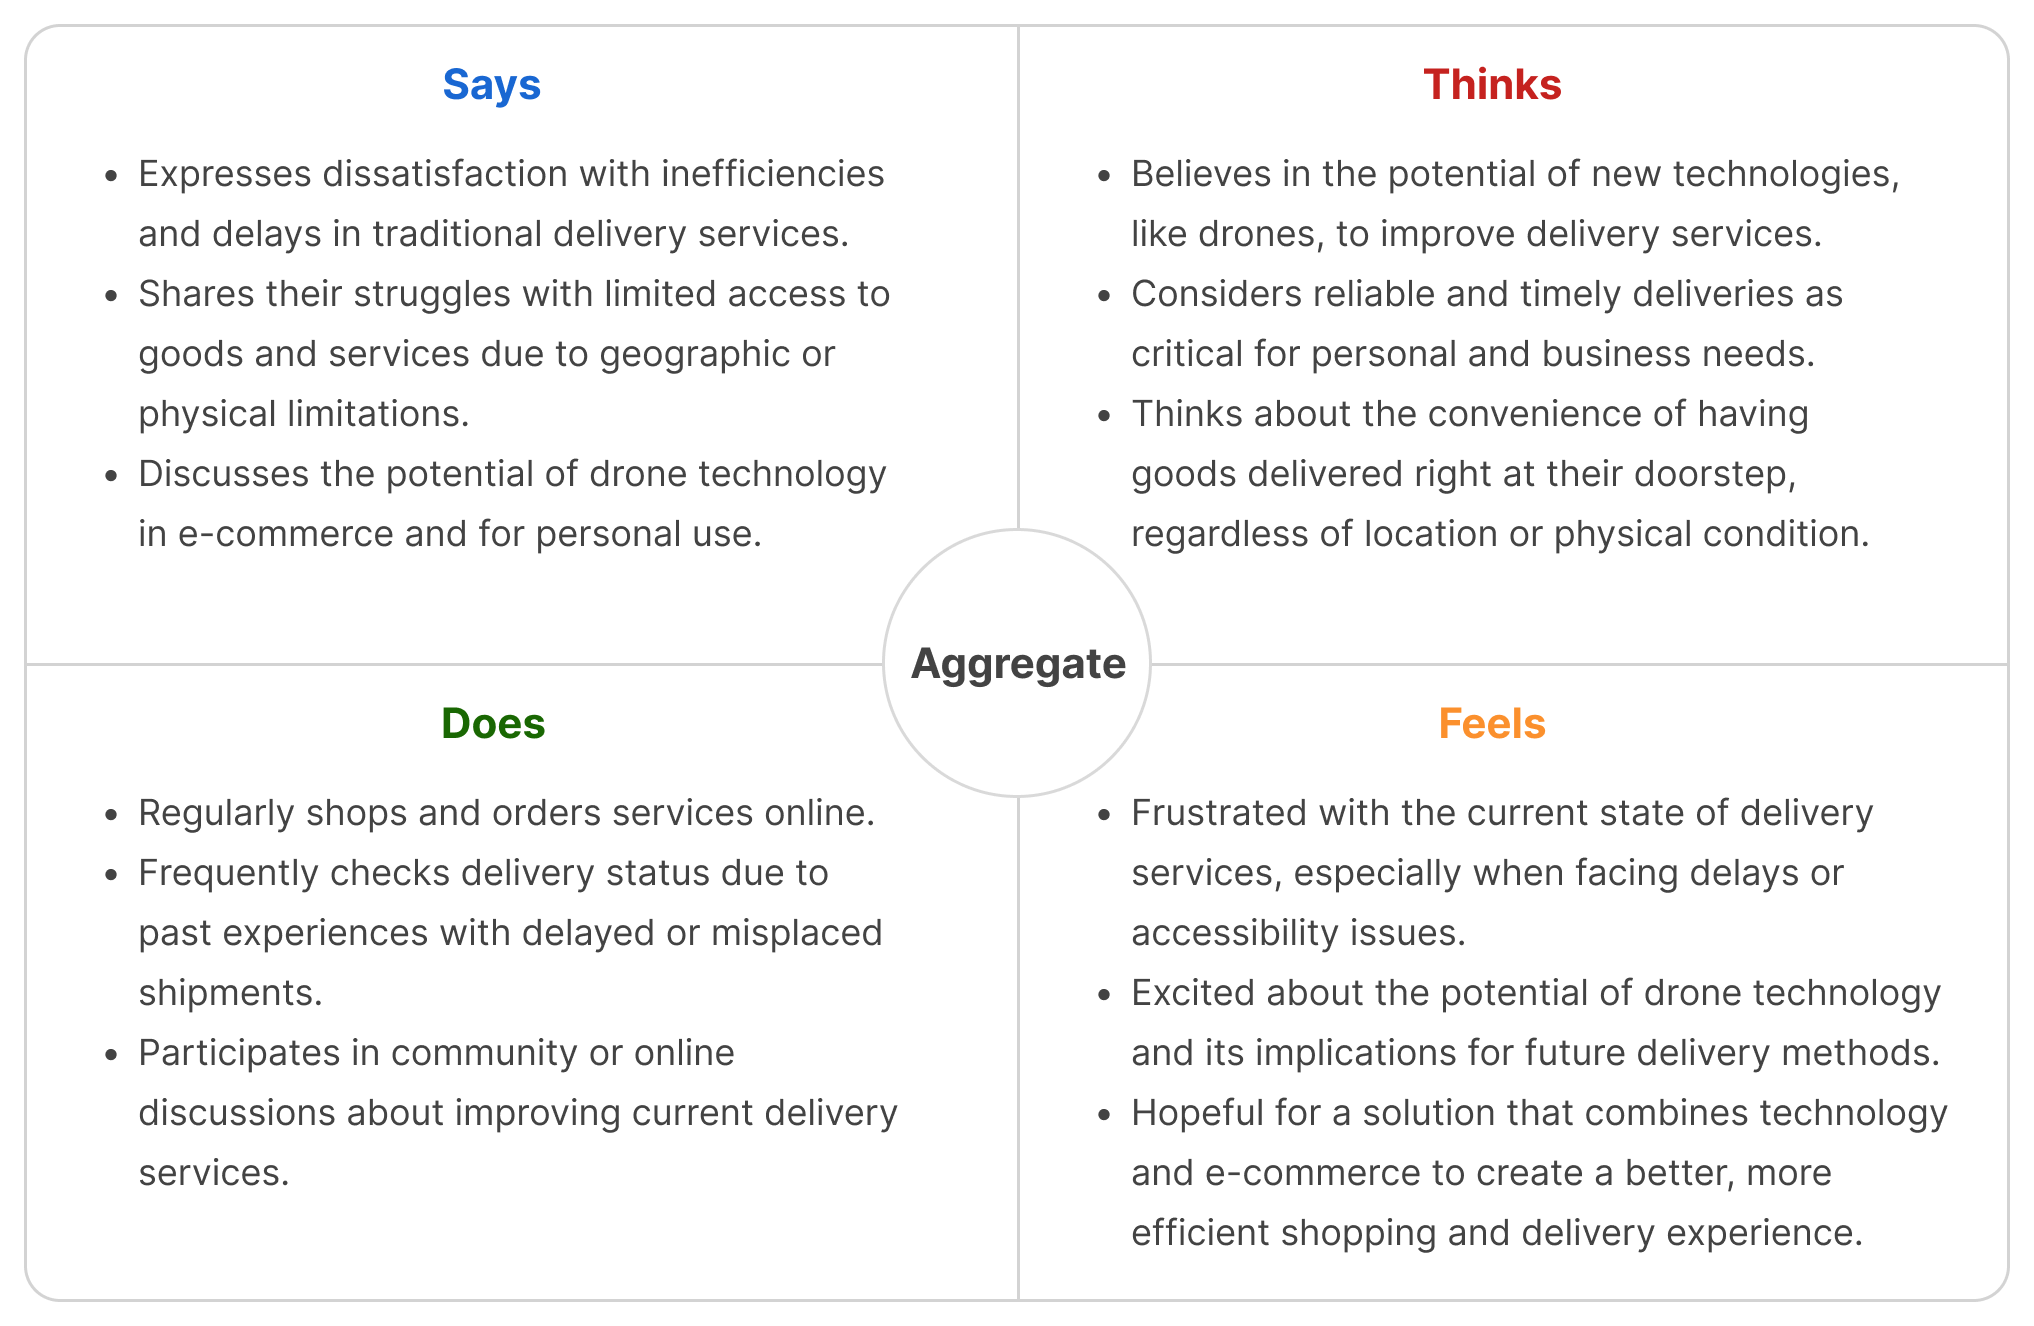 Says
• Expresses dissatisfaction with inefficiencies
and delays in traditional delivery services.
• Shares their struggles with limited access to
goods and services due to geographic or
physical limitations.
• Discusses the potential of drone technology
in e-commerce and for personal use.
Thinks
• Believes in the potential of new technologies,
like drones, to improve delivery services.
• Considers reliable and timely deliveries as
critical for personal and business needs.
• Thinks about the convenience of having
goods delivered right at their doorstep,
regardless of location or physical condition.
Aggregate
Does
• Regularly shops and orders services online.
• Frequently checks delivery status due to
past experiences with delayed or misplaced
shipments.
• Participates in community or online
discussions about improving current delivery
services.
Feels
• Frustrated with the current state of delivery
services, especially when facing delays or
accessibility issues.
• Excited about the potential of drone technology
and its implications for future delivery methods.
• Hopeful for a solution that combines technology
and e-commerce to create a better, more
efficient shopping and delivery experience.